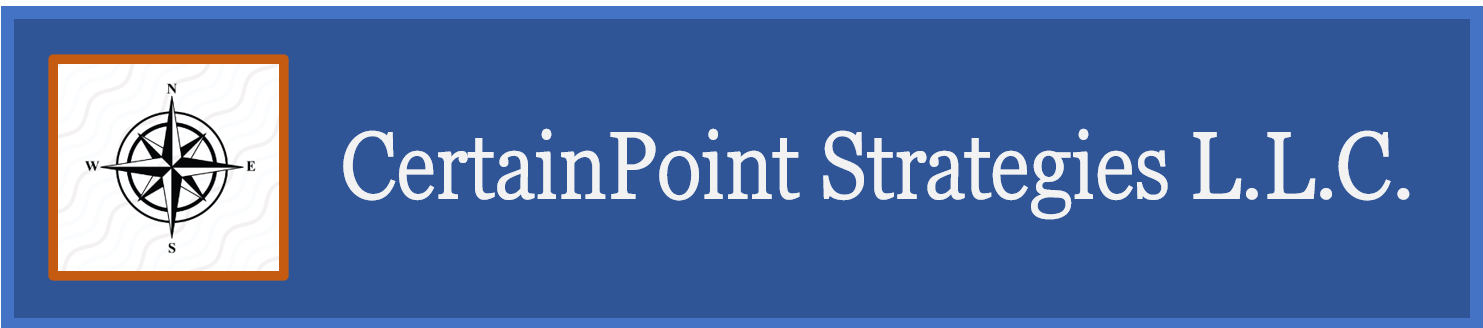 N
W E
S
CertainPoint Strategies L.L.C.